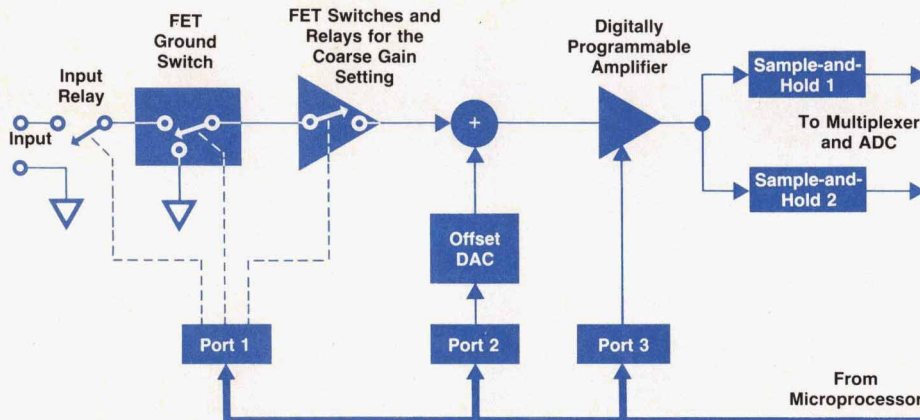 FET
Ground
Switch
FET Switches and
Relays for the
Coarse Gain
Setting
Digitally
Programmable
Amplifier
Input
Relay
Input
+
Sample-and-
Hold 1
To Multiplexer
and ADC
Sample-and-
Hold 2
Offset
DAC
Port 1
Port 2
Port 3
From
Microprocessor